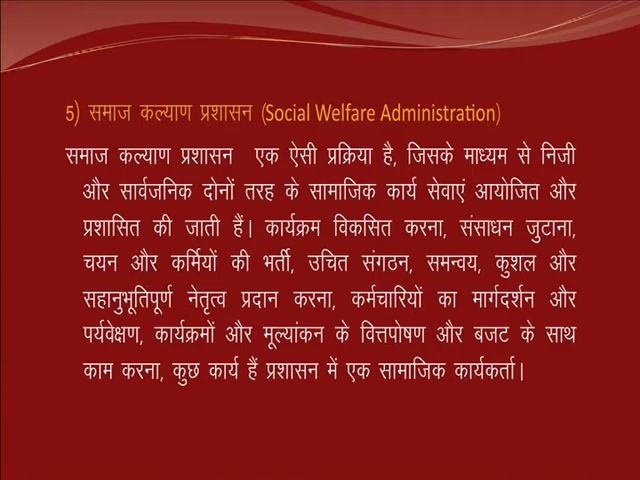 5) समाज कल्याण प्रशासन (Social Welfare Administration)
समाज कल्याण प्रशासन एक ऐसी प्रक्रिया है, जिसके माध्यम से निजी
और सार्वजनिक दोनों तरह के सामाजिक कार्य सेवाएं आयोजित और
प्रशासित की जाती हैं। कार्यक्रम विकसित करना, संसाधन जुटाना,
चयन और कर्मियों की भर्ती, उचित संगठन, समन्वय, कुशल और
सहानुभूतिपूर्ण नेतृत्व प्रदान करना, कर्मचारियों का मार्गदर्शन और
पर्यवेक्षण, कार्यक्रमों और मूल्यांकन के वित्तपोषण और बजट के साथ
काम करना, कुछ कार्य हैं प्रशासन में एक सामाजिक कार्यकर्ता।